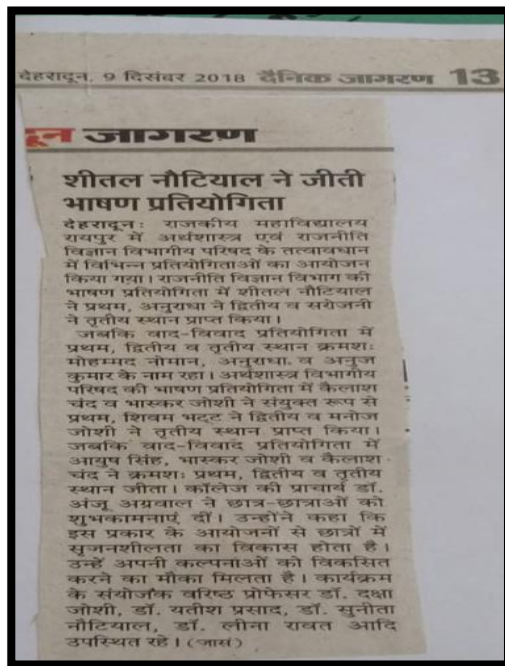 देहरादून, 9 दिसंबर 2018 दैनिक जागरण 13
दून जागरण
शीतल नौटियाल ने जीती
भाषण प्रतियोगिता
देहरादून: राजकीय महाविद्यालय
रायपुर में अर्थशास्त्र एवं राजनीति
विज्ञान विभागीय परिषद के तत्वावधान
में विभिन्न प्रतियोगिताओं का आयोजन
किया गया। राजनीति विज्ञान विभाग की
भाषण प्रतियोगिता में शीतल नौटियाल
ने प्रथम, अनुराधा ने द्वितीय व सरोजनी
ने तृतीय स्थान प्राप्त किया।
जबकि वाद-विवाद प्रतियोगिता में
प्रथम, द्वितीय व तृतीय स्थान क्रमशः
मोहम्मद नोमान, अनुराधा व अनुज
कुमार के नाम रहा। अर्थशास्त्र विभागीय
परिषद की भाषण प्रतियोगिता में कैलाश
चंद व भास्कर जोशी ने संयुक्त रूप से
प्रथम, शिवम भट्ट ने द्वितीय व मनोज
जोशी ने तृतीय स्थान प्राप्त किया।
जबकि वाद-विवाद प्रतियोगिता में
आयुष सिंह, भास्कर जोशी व कैलाश
चंद ने क्रमशः प्रथम, द्वितीय व तृतीय
स्थान जीता। कॉलेज की प्राचार्य डॉ.
अंजू अग्रवाल ने छात्र-छात्राओं को
शुभकामनाएं दीं। उन्होंने कहा कि
इस प्रकार के आयोजनों से छात्रों में
सृजनशीलता का विकास होता है।
उन्हें अपनी कल्पनाओं को विकसित
करने का मौका मिलता है। कार्यक्रम
के संयोजक वरिष्ठ प्रोफेसर डॉ. दक्षा
जोशी, डॉ. यतीश प्रसाद, डॉ. सुनीता
नौटियाल, डॉ. लीना रावत आदि
उपस्थित रहे। (जासं)